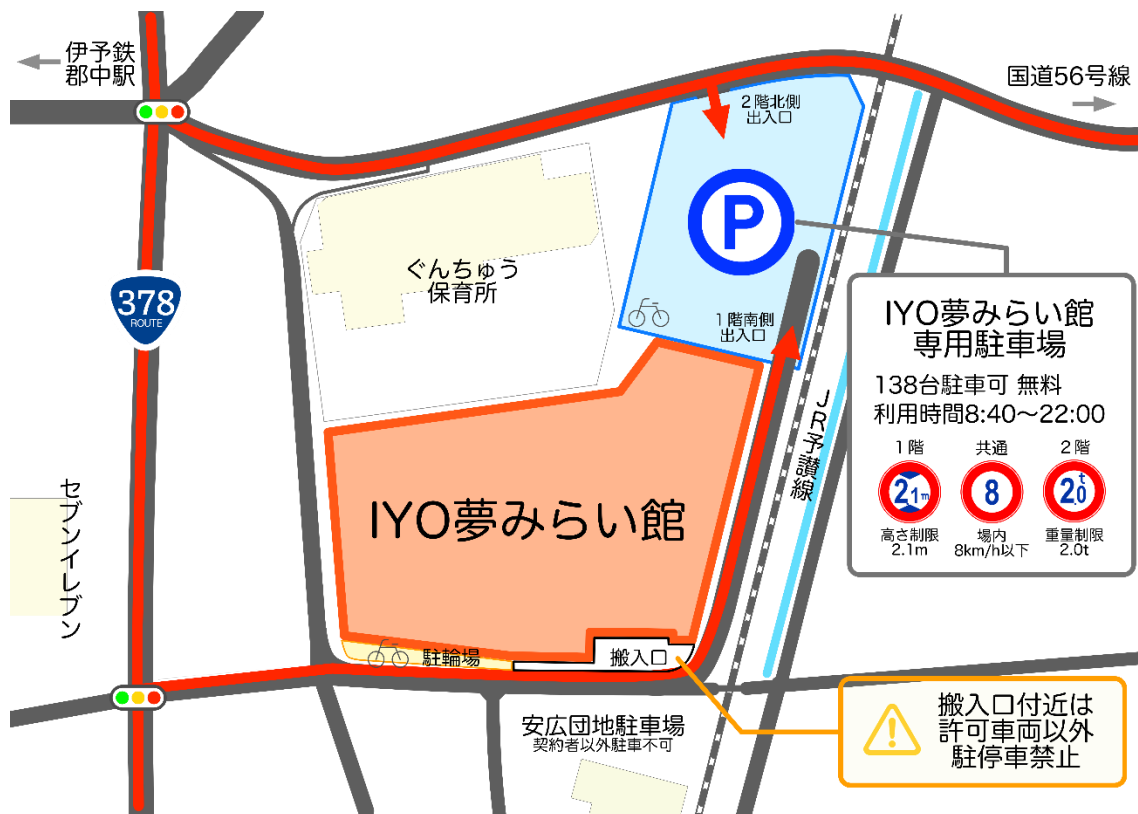 伊予鉄
郡中駅
国道56号線
2階北側
出入口
P
378
ROUTE
ぐんちゅう
保育所
1階南側
出入口
IYO夢みらい館
専用駐車場
138台駐車可 無料
利用時間8:40～22:00
1階
共通
2階
2.1m
8
2.0t
高さ制限
2.1m
場内
8km/h以下
重量制限
2.0t
JR予讃線
セブンイレブン
IYO夢みらい館
駐輪場
搬入口
安広団地駐車場
契約者以外駐車不可
搬入口付近は
許可車両以外
駐停車禁止